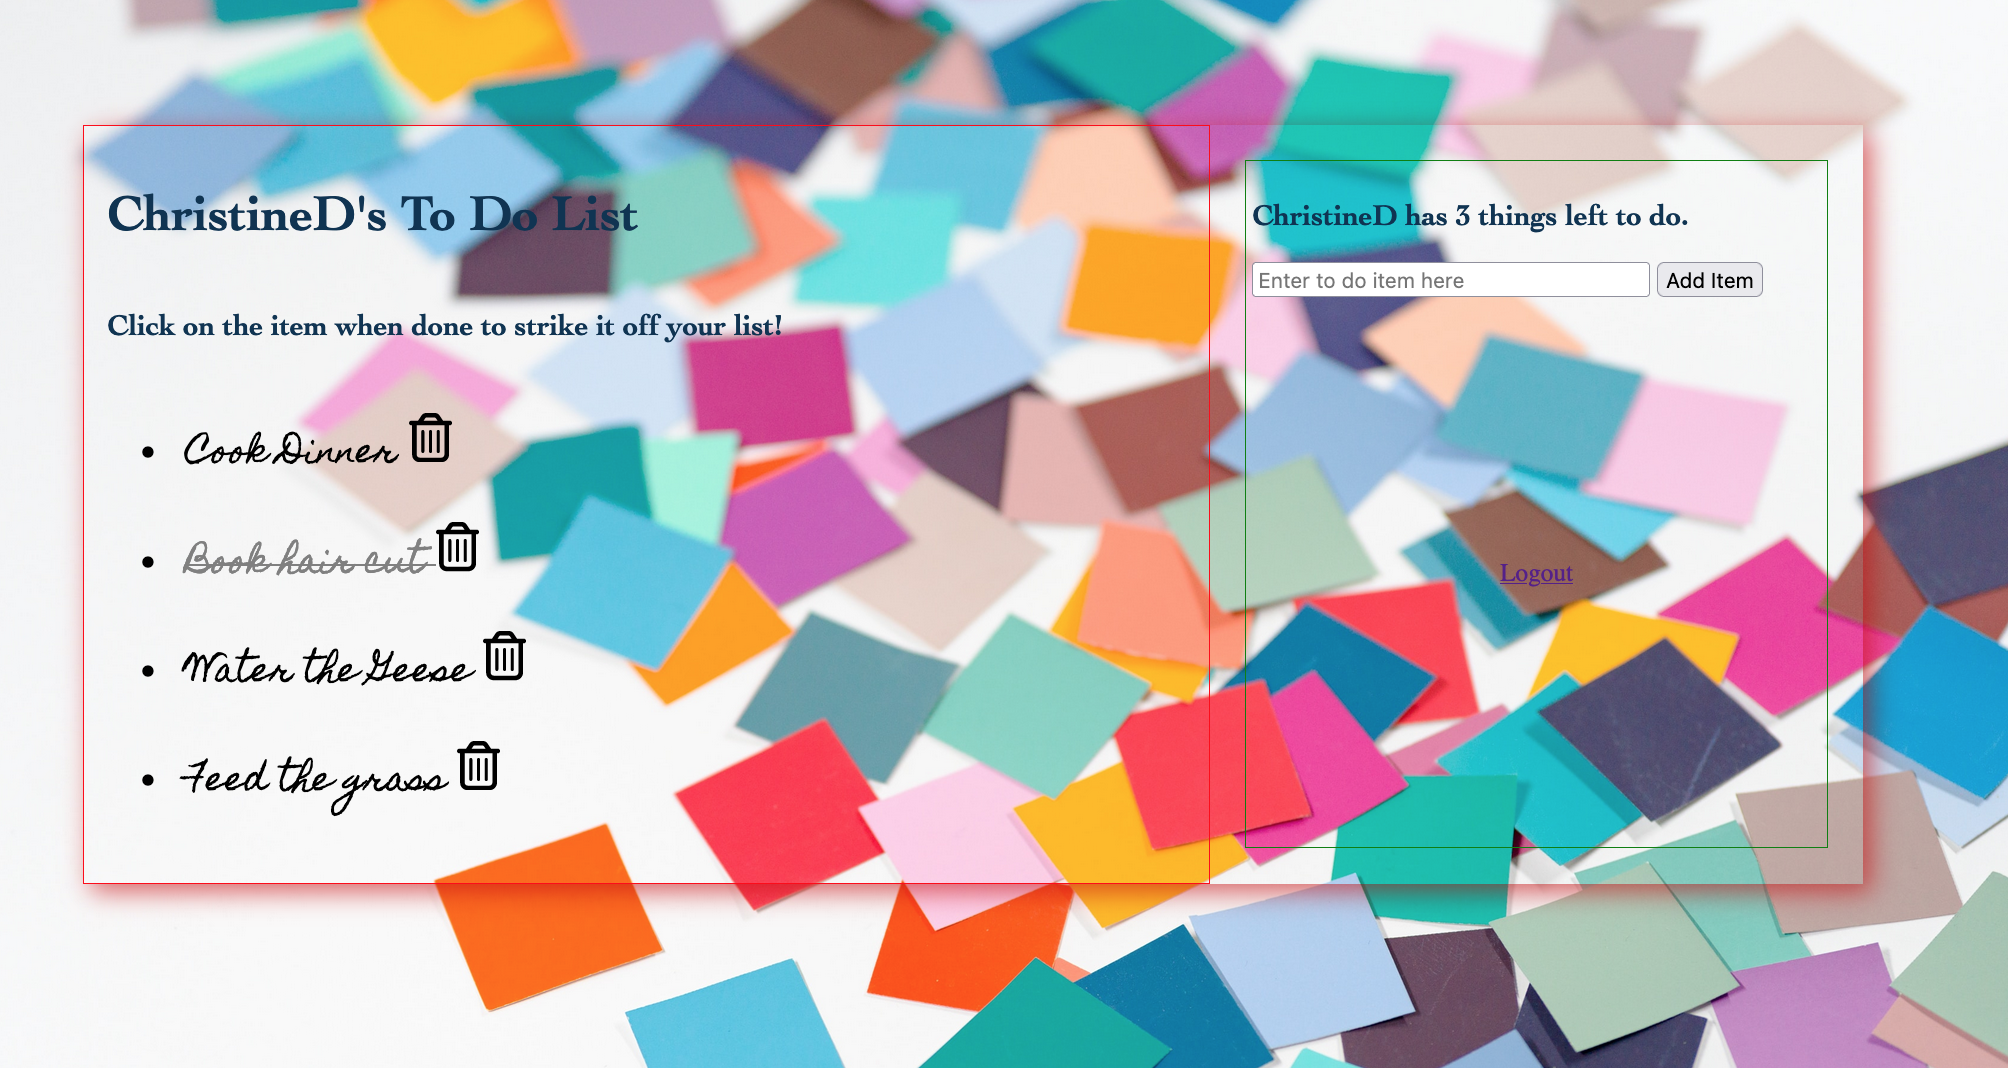 ChristineD's To Do List
Click on the item when done to strike it off your list!
Cook Dinner
Book hair cut
Water the Geese
Feed the grass
ChristineD has 3 things left to do.
Enter to do item here
Add Item
Logout